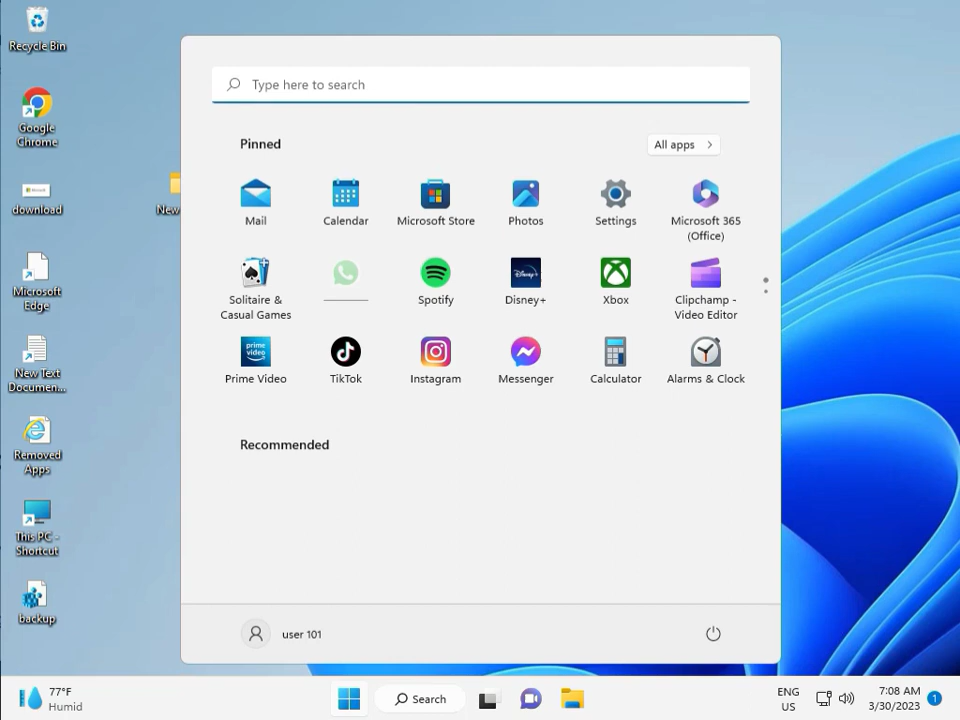 Recycle Bin
Google
Chrome
download
New
Microsoft
Edge
New Text
Documen...
Removed
Apps
This PC -
Shortcut
backup
Type here to search
Pinned
All apps
Mail
Calendar
Microsoft Store
Photos
Settings
Microsoft 365
(Office)
Solitaire &
Casual Games
Spotify
Disney+
Disney+
Xbox
Clipchamp -
Video Editor
prime
video
Prime Video
TikTok
Instagram
Messenger
Calculator
Alarms & Clock
Recommended
user 101
77°F
Humid
Search
ENG
US
7:08 AM
3/30/2023
1